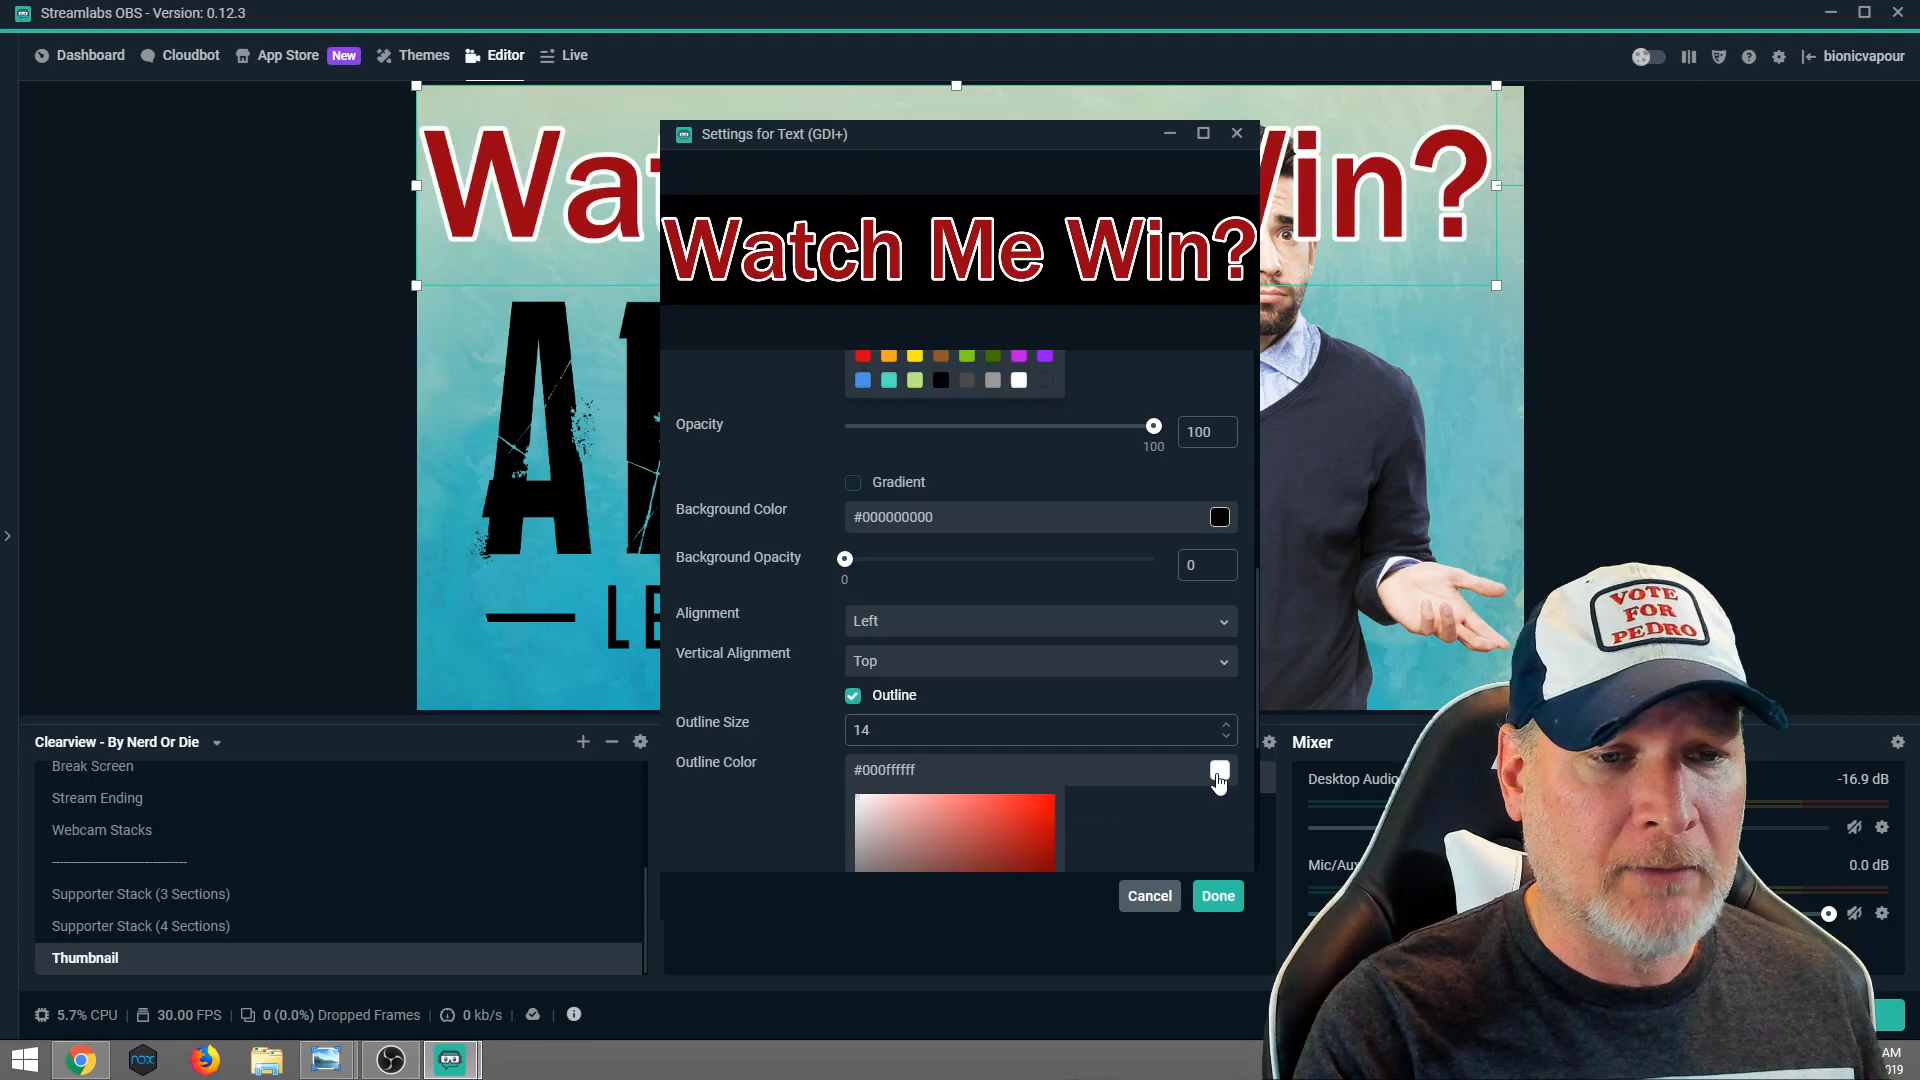 Streamlabs OBS - Version: 0.12.3
Dashboard Cloudbot App Store New Themes Editor Live
bionicvapour
Settings for Text (GDI+)
Watch Me Win?
Opacity
100
100
Gradient
Background Color #000000000
Background Opacity
0
0
Alignment Left
Vertical Alignment Top
Outline
Outline Size 14
Outline Color #000ffffff
Cancel Done
Clearview - By Nerd Or Die
Break Screen
Stream Ending
Webcam Stacks
Supporter Stack (3 Sections)
Supporter Stack (4 Sections)
Thumbnail
Mixer
Desktop Audio -16.9 dB
Mic/Aux 0.0 dB
VOTE
FOR
PEDRO
5.7% CPU 30.00 FPS 0 (0.0%) Dropped Frames 0 kb/s
nox
AM